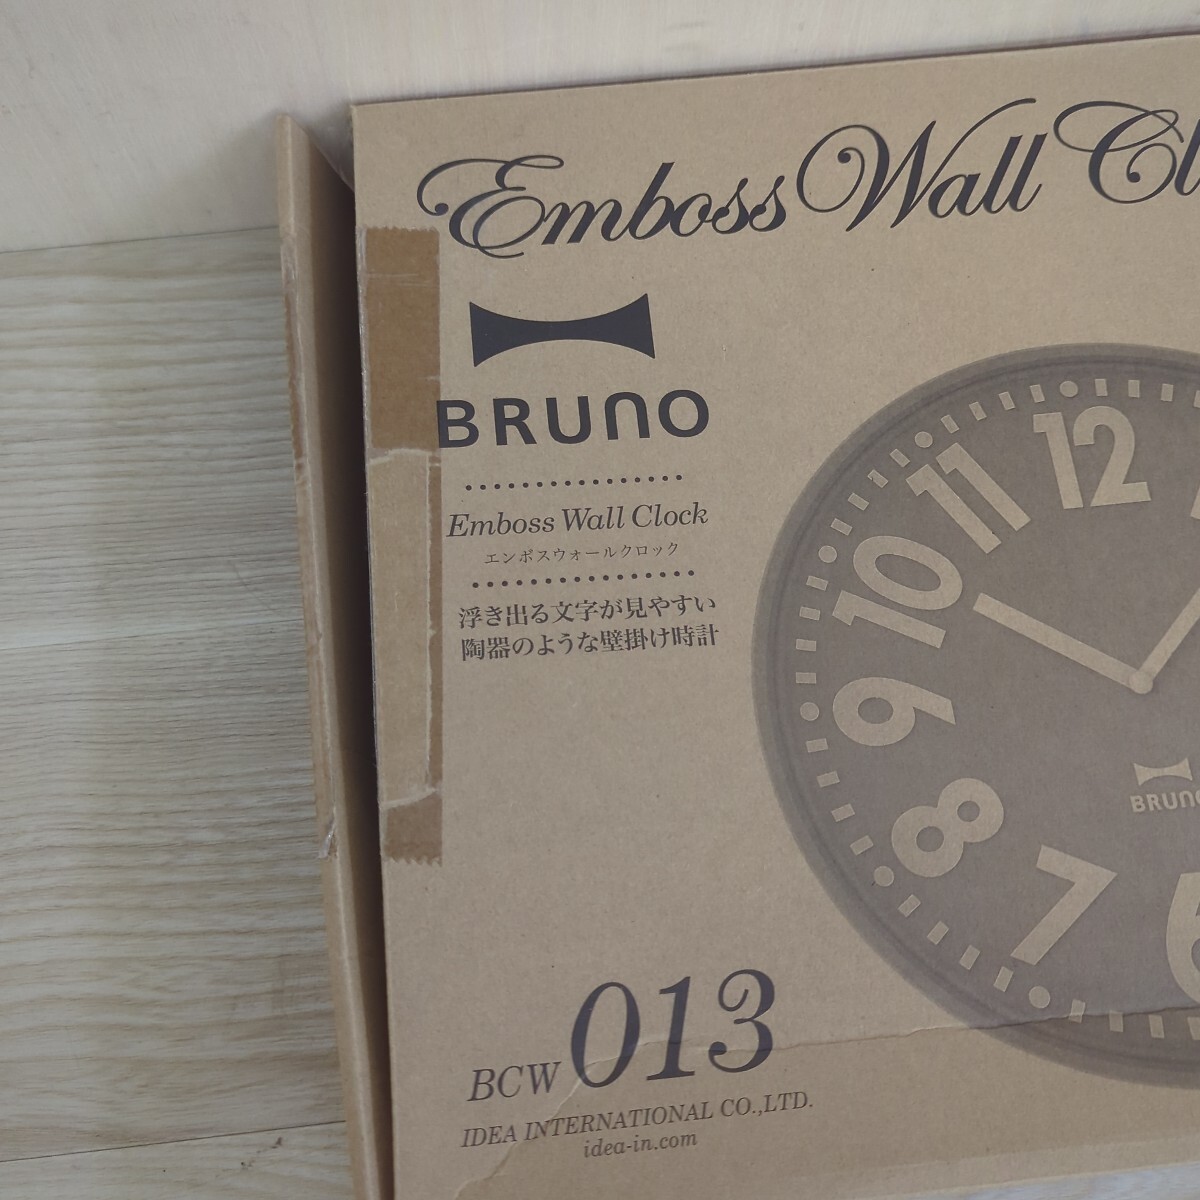 Emboss Wall Cl
BRUNO
Emboss Wall Clock
エンボスウォールクロック
浮き出る文字が見やすい
陶器のような壁掛け時計
12
11
10
9
8
7
6
BRUNO
BCW 013
IDEA INTERNATIONAL CO.,LTD.
idea-in.com